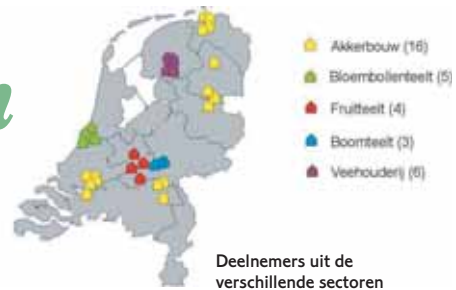 Akkerbouw (16)
Bloembollenteelt (5)
Fruitteelt (4)
Boomteelt (3)
Veehouderij (6)
Deelnemers uit de
verschillende sectoren